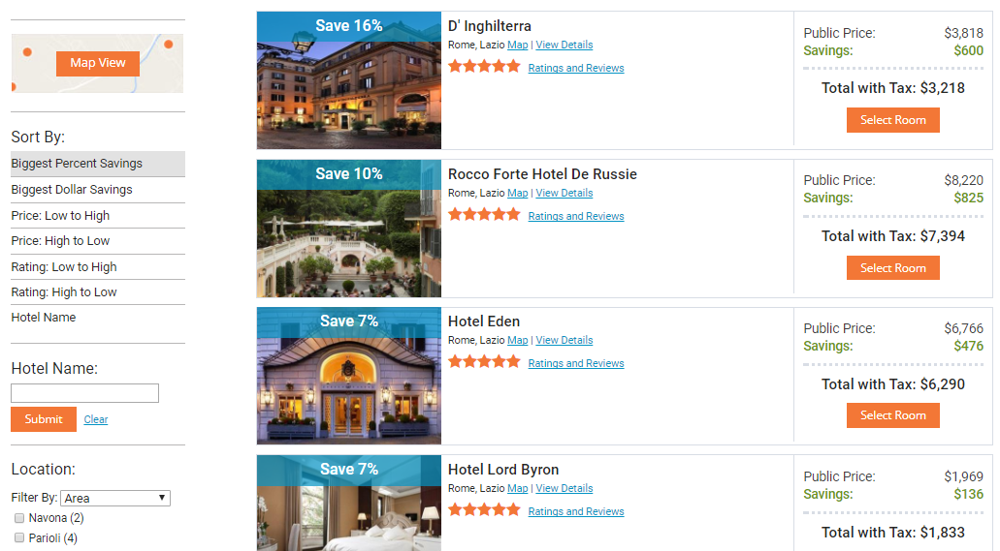 Map View
Sort By:
Biggest Percent Savings
Biggest Dollar Savings
Price: Low to High
Price: High to Low
Rating: Low to High
Rating: High to Low
Hotel Name
Hotel Name:
Submit Clear
Location:
Filter By: Area
Navona (2)
Parioli (4)
Save 16%
D' Inghilterra
Rome, Lazio Map | View Details
Ratings and Reviews
Public Price: $3,818
Savings: $600
Total with Tax: $3,218
Select Room
Save 10%
Rocco Forte Hotel De Russie
Rome, Lazio Map | View Details
Ratings and Reviews
Public Price: $8,220
Savings: $825
Total with Tax: $7,394
Select Room
Save 7%
Hotel Eden
Rome, Lazio Map | View Details
Ratings and Reviews
Public Price: $6,766
Savings: $476
Total with Tax: $6,290
Select Room
Save 7%
Hotel Lord Byron
Rome, Lazio Map | View Details
Ratings and Reviews
Public Price: $1,969
Savings: $136
Total with Tax: $1,833